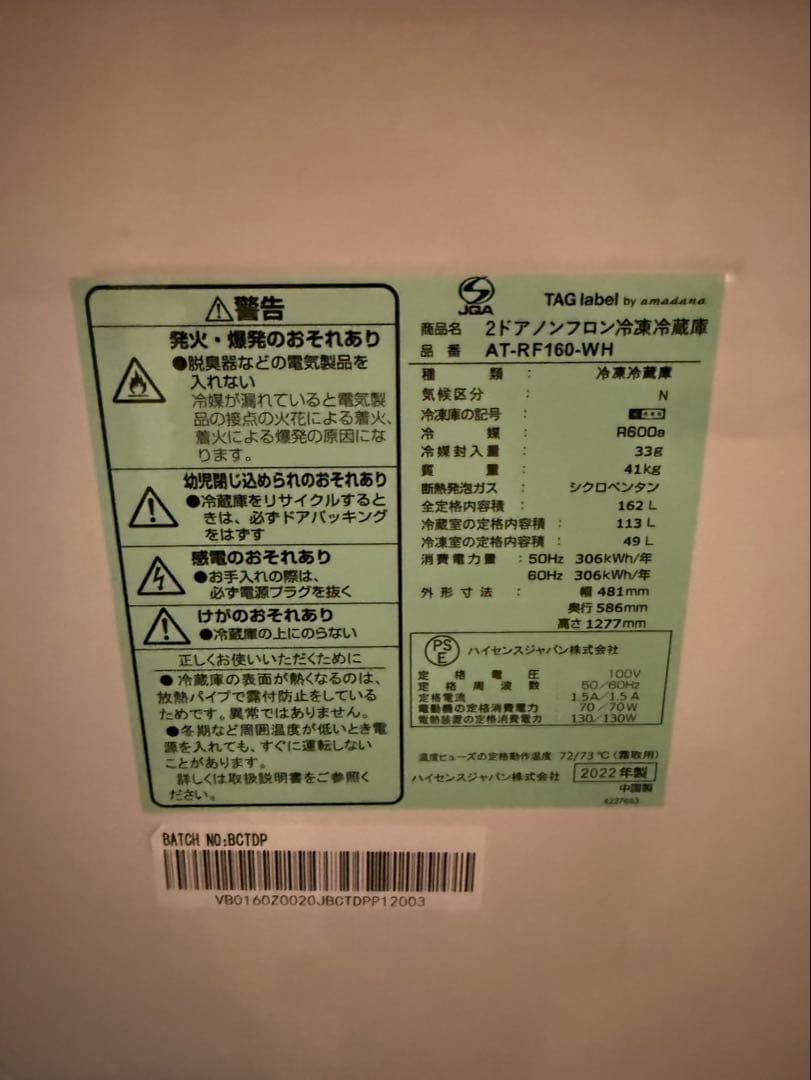 警告
発火・爆発のおそれあり
●脱臭器などの電気製品を
入れない
冷媒が漏れていると電気製
品の接点の火花による着火、
着火による爆発の原因にな
ります。
幼児閉じ込められのおそれあり
●冷蔵庫をリサイクルすると
きは、必ずドアパッキング
をはずす
感電のおそれあり
●お手入れの際は、
必ず電源プラグを抜く
けがのおそれあり
●冷蔵庫の上にのらない
正しくお使いいただくために
●冷蔵庫の表面が熱くなるのは、
放熱パイプで露付防止をしている
ためです。異常ではありません。
●冬期など周囲温度が低いとき電
源を入れても、すぐに運転しない
ことがあります。
詳しくは取扱説明書をご参照く
ださい。
JQA TAG label by amadana
商品名 2ドアノンフロン冷凍冷蔵庫
品番 AT-RF160-WH
種類 : 冷凍冷蔵庫
気候区分 : N
冷凍庫の記号 :
冷媒 : R600a
冷媒封入量 : 33g
質量 : 41kg
断熱発泡ガス : シクロペンタン
全定格内容積 : 162 L
冷蔵室の定格内容積 : 113 L
冷凍室の定格内容積 : 49 L
消費電力量 : 50Hz 306kWh/年
60Hz 306kWh/年
外形寸法 : 幅 481mm
奥行 586mm
高さ 1277mm
PSE ハイセンスジャパン株式会社
定格電圧 100V
定格周波数 50/60Hz
定格電流 1.5A/1.5A
電動機の定格消費電力 70/70W
電熱装置の定格消費電力 130/130W
温度ヒューズの定格動作温度 72/73℃(霜取用)
ハイセンスジャパン株式会社 2022年製
中国製
4227663
BATCH NO:BCTDP
VB0160Z0020JBCTDPP12003